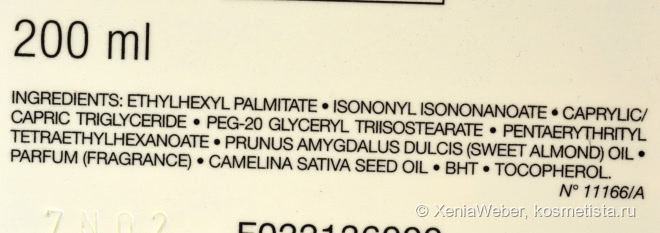 200 ml
INGREDIENTS: ETHYLHEXYL PALMITATE • ISONONYL ISONONANOATE • CAPRYLIC/
CAPRIC TRIGLYCERIDE • PEG-20 GLYCERYL TRIISOSTEARATE • PENTAERYTHRITYL
TETRAETHYLHEXANOATE • PRUNUS AMYGDALUS DULCIS (SWEET ALMOND) OIL •
PARFUM (FRAGRANCE) • CAMELINA SATIVA SEED OIL • BHT • TOCOPHEROL.
N° 11166/A
© XeniaWeber, kosmetista.ru
7N02